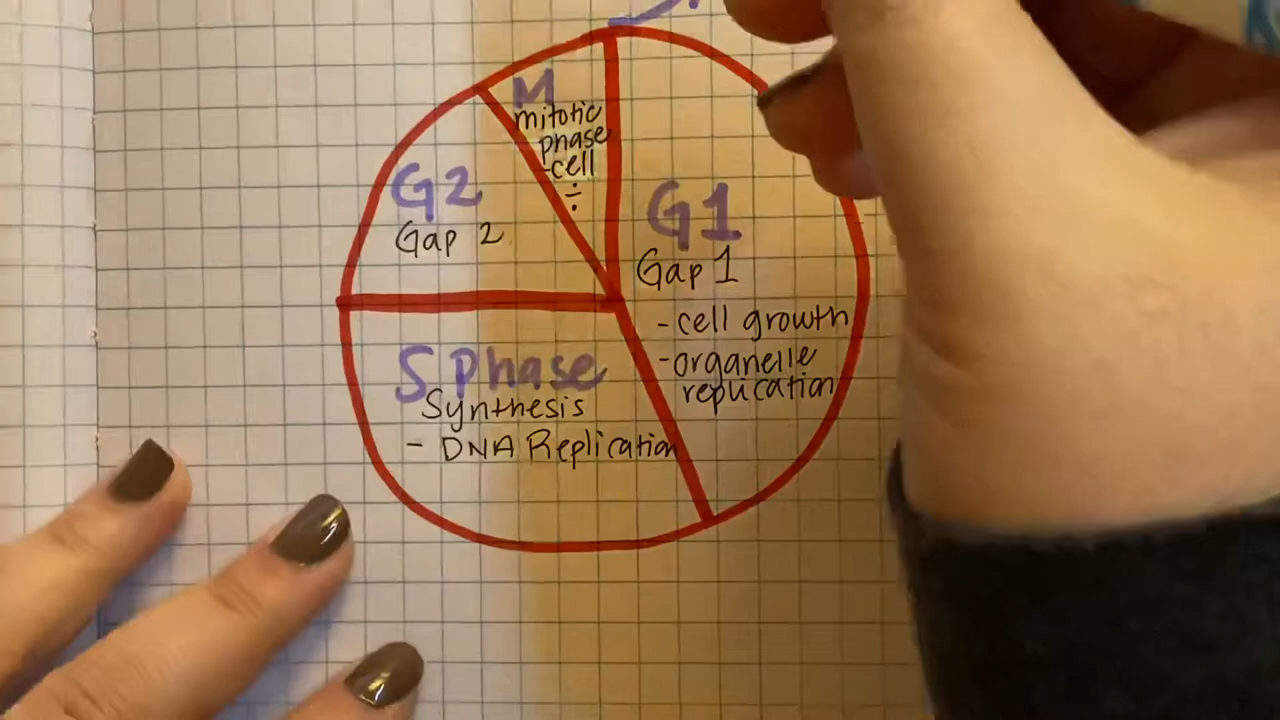 M
mitotic
phase
-cell
÷
G2
Gap 2
G1
Gap 1
- cell growth
- organelle
replication
S phase
Synthesis
- DNA Replication